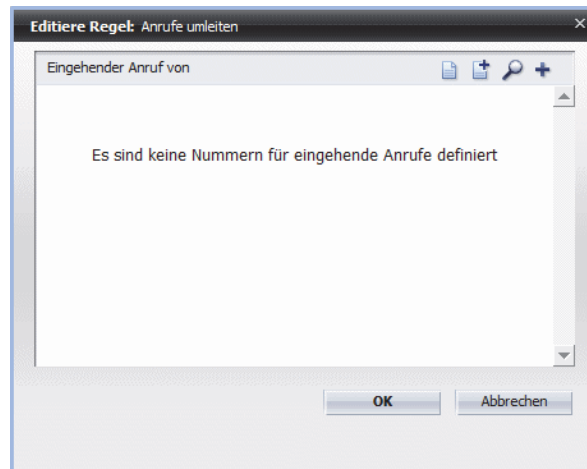 Editiere Regel: Anrufe umleiten
Eingehender Anruf von
Es sind keine Nummern für eingehende Anrufe definiert
OK Abbrechen